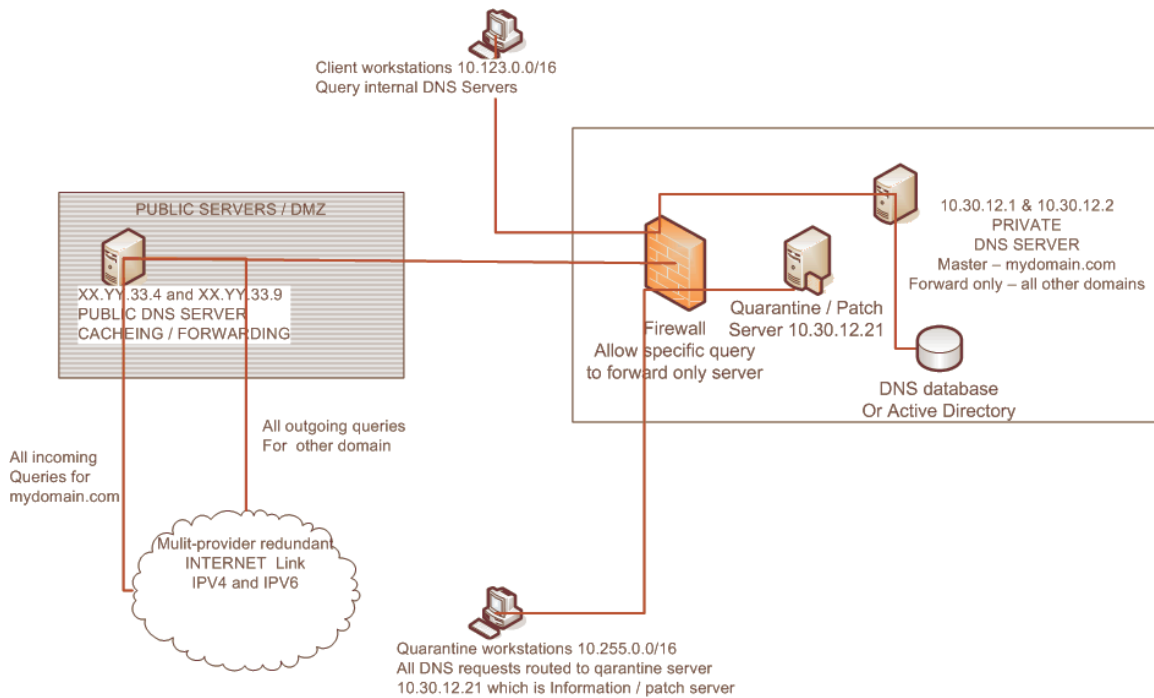 Client workstations 10.123.0.0/16
Query internal DNS Servers
PUBLIC SERVERS / DMZ
XX.YY.33.4 and XX.YY.33.9
PUBLIC DNS SERVER
CACHEING / FORWARDING
Firewall
Allow specific query
to forward only server
10.30.12.1 & 10.30.12.2
PRIVATE
DNS SERVER
Master – mydomain.com
Forward only – all other domains
Quarantine / Patch
Server 10.30.12.21
DNS database
Or Active Directory
All outgoing queries
For other domain
All incoming
Queries for
mydomain.com
Mulit-provider redundant
INTERNET Link
IPV4 and IPV6
Quarantine workstations 10.255.0.0/16
All DNS requests routed to qarantine server
10.30.12.21 which is Information / patch server